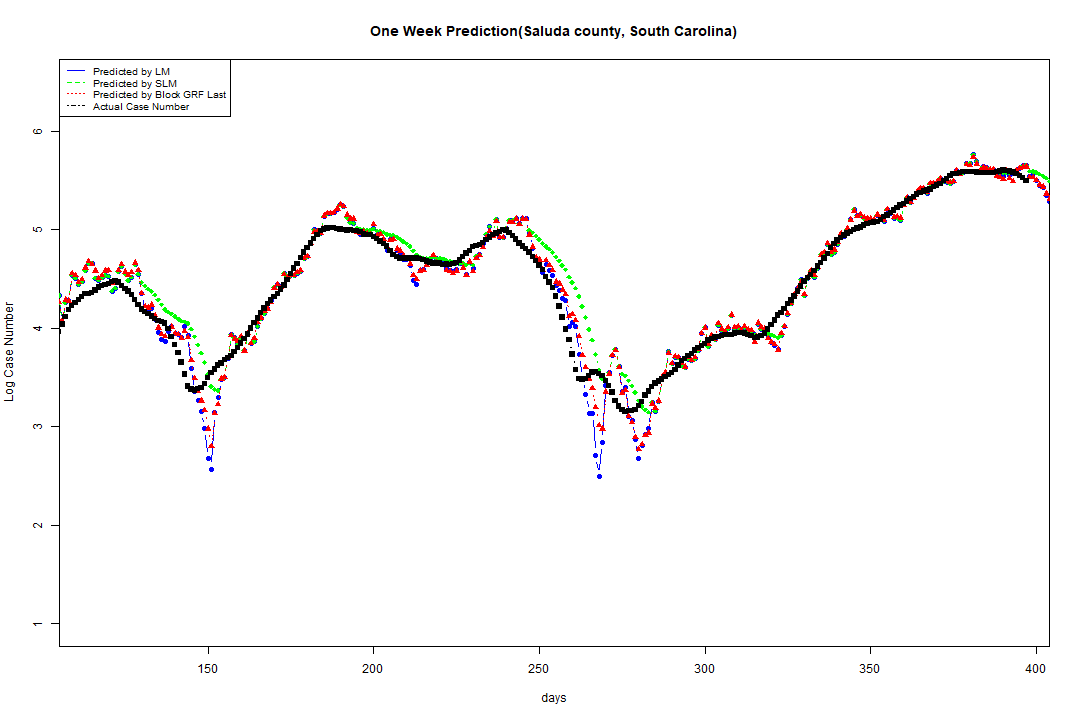 One Week Prediction(Saluda county, South Carolina)
Predicted by LM
Predicted by SLM
Predicted by Block GRF Last
Actual Case Number
6
5
4
3
2
1
Log Case Number
150 200 250 300 350 400
days